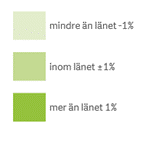 mindre än länet -1%
inom länet ±1%
mer än länet 1%